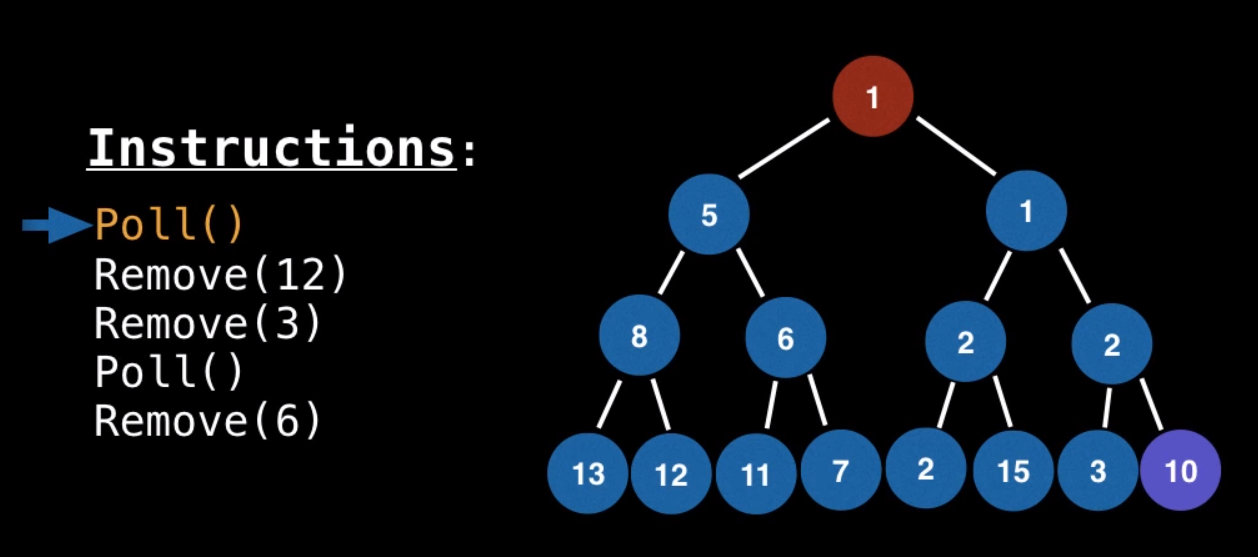 Instructions:
Poll()
Remove(12)
Remove(3)
Poll()
Remove(6)
1
5 1
8 6 2 2
13 12 11 7 2 15 3 10